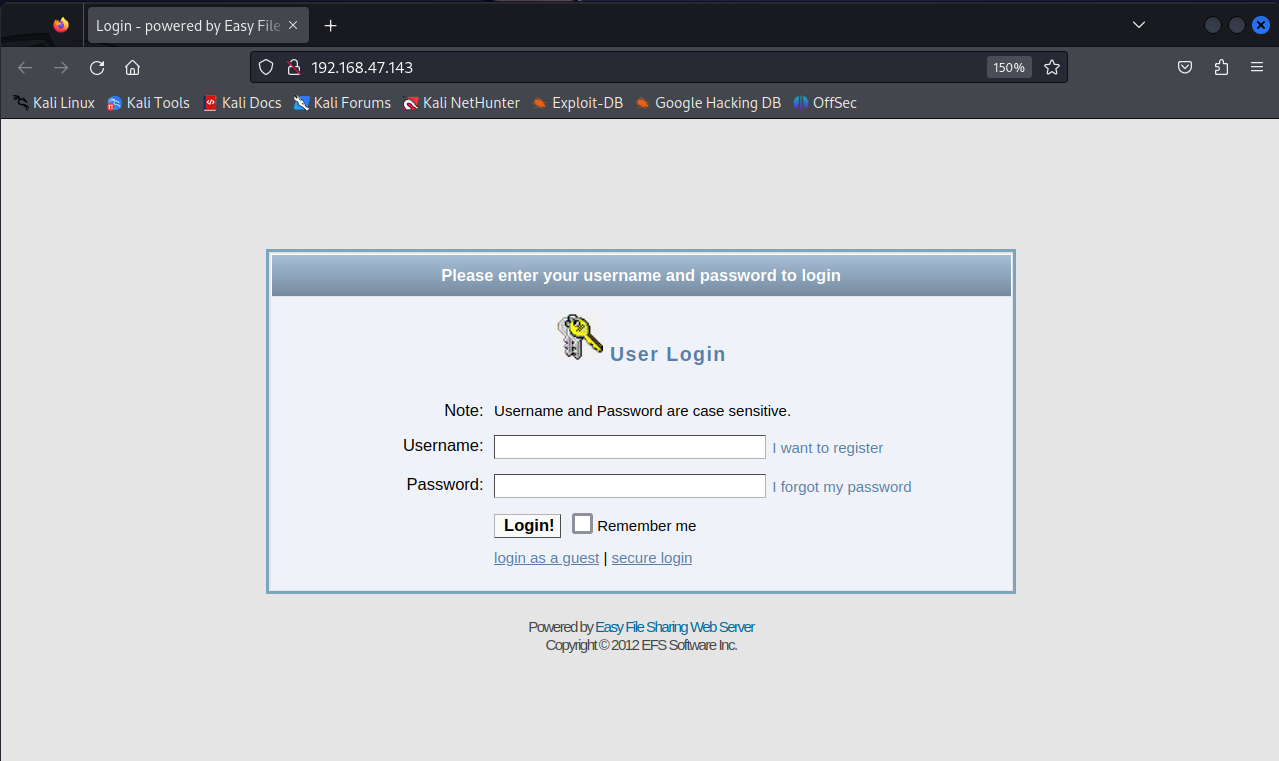 Login - powered by Easy File
192.168.47.143 150%
Kali Linux Kali Tools Kali Docs Kali Forums Kali NetHunter Exploit-DB Google Hacking DB OffSec
Please enter your username and password to login
User Login
Note: Username and Password are case sensitive.
Username: I want to register
Password: I forgot my password
Login! Remember me
login as a guest | secure login
Powered by Easy File Sharing Web Server
Copyright © 2012 EFS Software Inc.